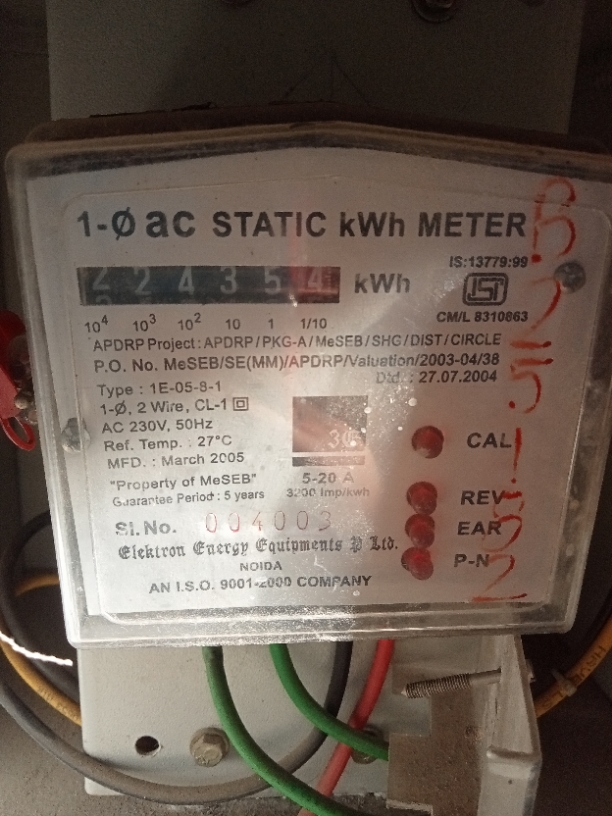 1-Ø ac STATIC kWh METER
IS:13779:99
2 4 3 5 4 kWh
ISI
CM/L 8310863
10⁴ 10³ 10² 10 1 1/10
APDRP Project : APDRP/PKG-A/MeSEB/SHG/DIST/CIRCLE
P.O. No. MeSEB/SE(MM)/APDRP/Valuation/2003-04/38
Dtd. : 27.07.2004
Type : 1E-05-8-1
1-Ø, 2 Wire, CL-1
AC 230V, 50Hz
Ref. Temp. : 27°C
MFD. : March 2005
CAL
"Property of MeSEB"
5-20 A
Guarantee Period : 5 years
3200 Imp/kwh
REV
Sl. No. 004003
EAR
Elektron Energy Equipments P Ltd.
P-N
NOIDA
AN I.S.O. 9001-2000 COMPANY